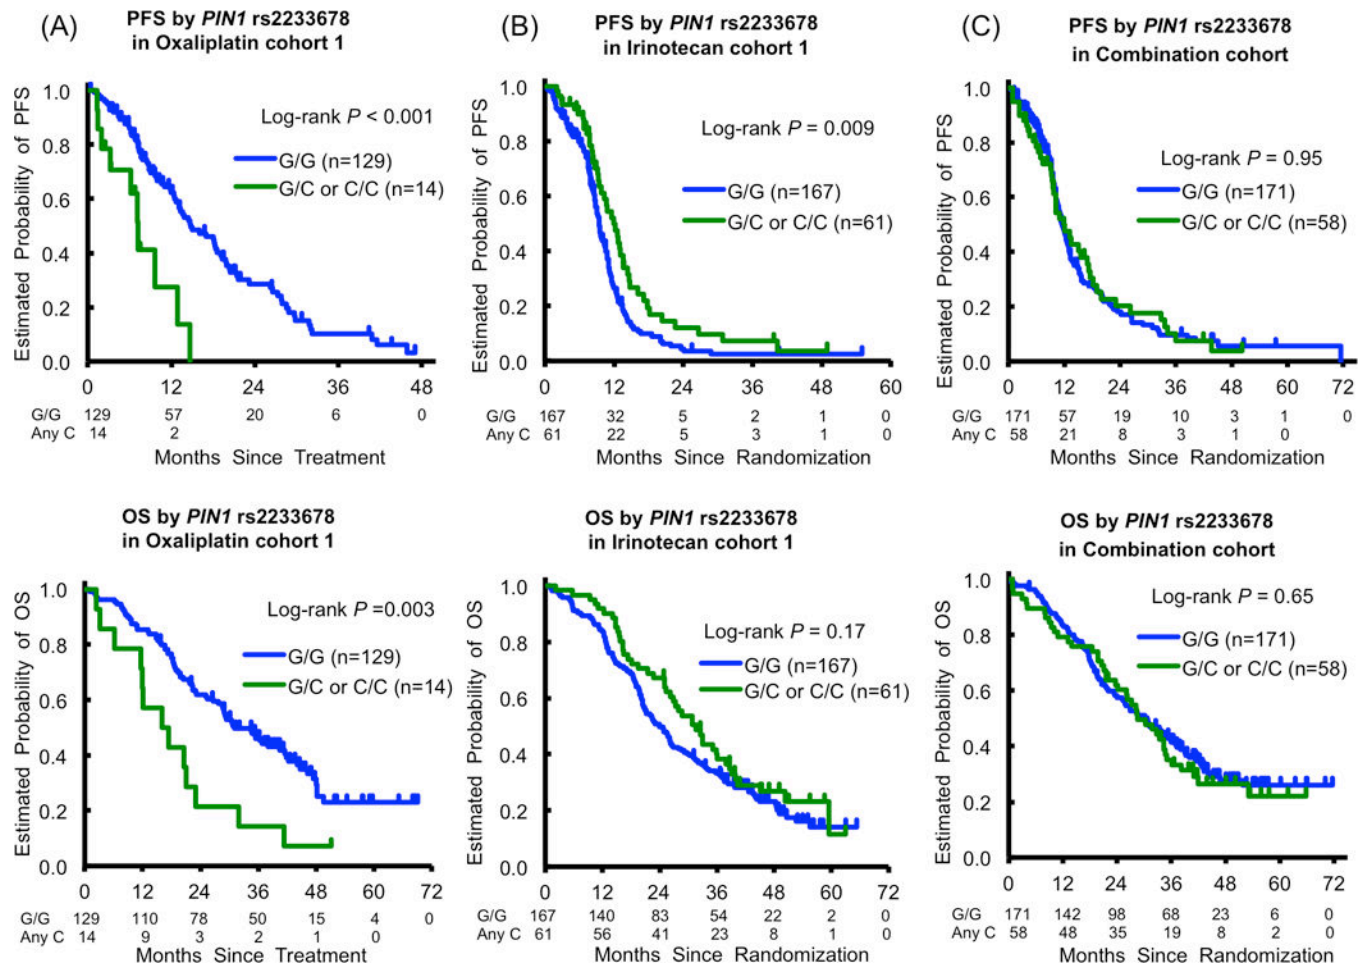 (A)
PFS by PIN1 rs2233678
in Oxaliplatin cohort 1
Estimated Probability of PFS
1.0
0.8
0.6
0.4
0.2
0.0
Log-rank P < 0.001
G/G (n=129)
G/C or C/C (n=14)
0 12 24 36 48
G/G 129 57 20 6 0
Any C 14 2
Months Since Treatment
(B)
PFS by PIN1 rs2233678
in Irinotecan cohort 1
Estimated Probability of PFS
1.0
0.8
0.6
0.4
0.2
0.0
Log-rank P = 0.009
G/G (n=167)
G/C or C/C (n=61)
0 12 24 36 48 60
G/G 167 32 5 2 1 0
Any C 61 22 5 3 1 0
Months Since Randomization
(C)
PFS by PIN1 rs2233678
in Combination cohort
Estimated Probability of PFS
1.0
0.8
0.6
0.4
0.2
0.0
Log-rank P = 0.95
G/G (n=171)
G/C or C/C (n=58)
0 12 24 36 48 60 72
G/G 171 57 19 10 3 1 0
Any C 58 21 8 3 1 0
Months Since Randomization
OS by PIN1 rs2233678
in Oxaliplatin cohort 1
Estimated Probability of OS
1.0
0.8
0.6
0.4
0.2
0.0
Log-rank P =0.003
G/G (n=129)
G/C or C/C (n=14)
0 12 24 36 48 60 72
G/G 129 110 78 50 15 4 0
Any C 14 9 3 2 1 0
Months Since Treatment
OS by PIN1 rs2233678
in Irinotecan cohort 1
Estimated Probability of OS
1.0
0.8
0.6
0.4
0.2
0.0
Log-rank P = 0.17
G/G (n=167)
G/C or C/C (n=61)
0 12 24 36 48 60 72
G/G 167 140 83 54 22 2 0
Any C 61 56 41 23 8 1 0
Months Since Randomization
OS by PIN1 rs2233678
in Combination cohort
Estimated Probability of OS
1.0
0.8
0.6
0.4
0.2
0.0
Log-rank P = 0.65
G/G (n=171)
G/C or C/C (n=58)
0 12 24 36 48 60 72
G/G 171 142 98 68 23 6 0
Any C 58 48 35 19 8 2 0
Months Since Randomization